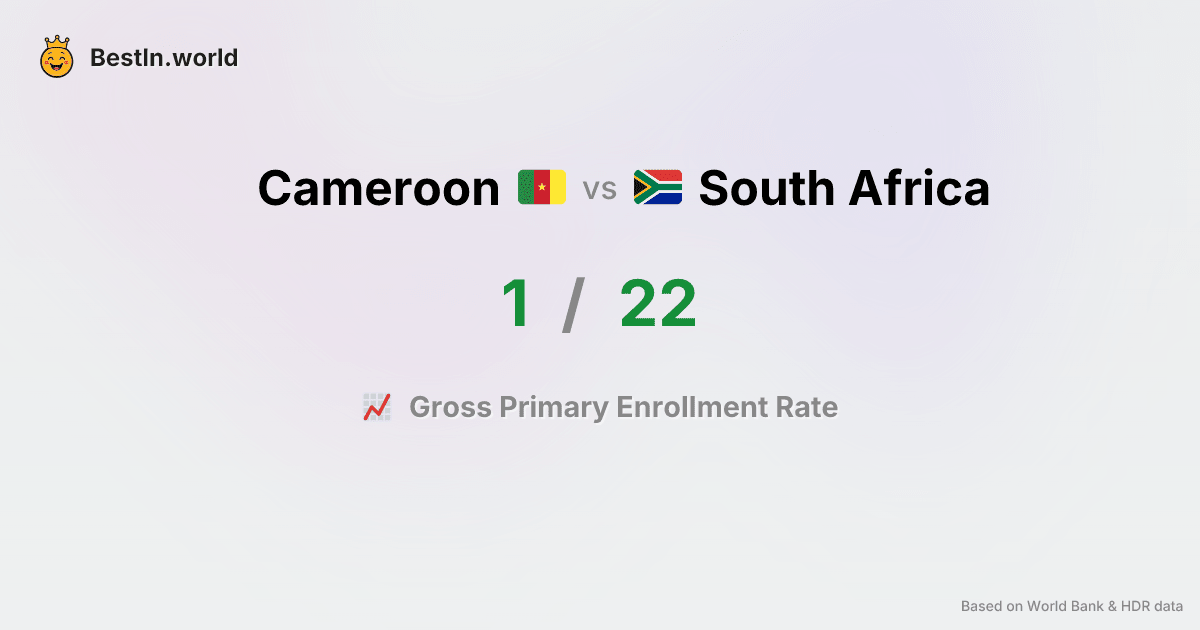 BestIn.world
Cameroon vs South Africa
1 / 22
Gross Primary Enrollment Rate
Based on World Bank & HDR data